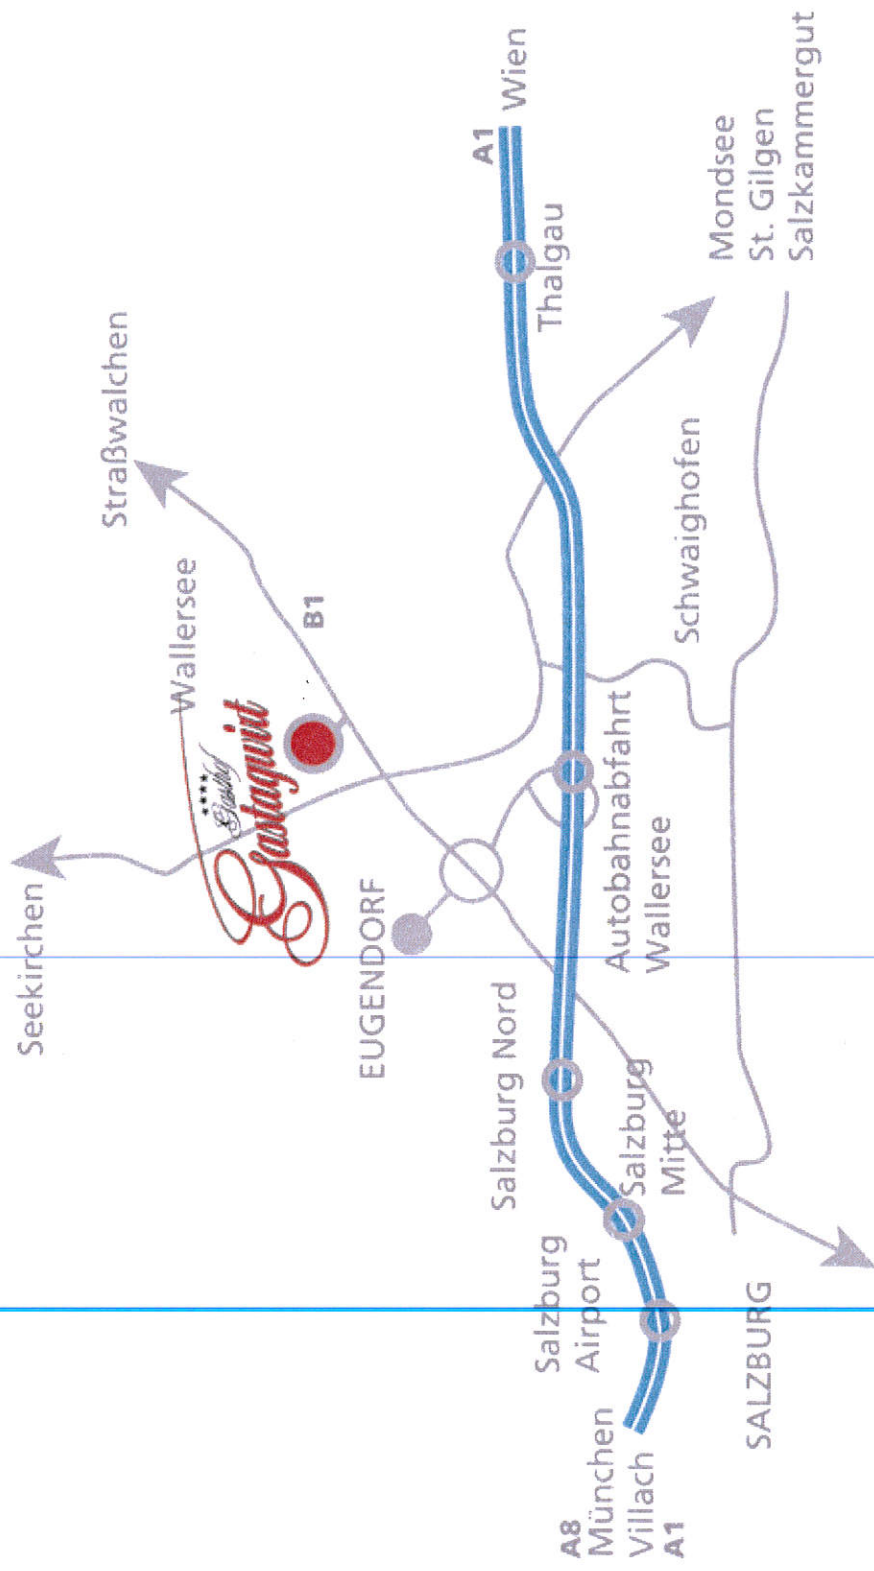 Seekirchen
Wallersee
Straßwalchen
****
Gasthof
Gastagwirt
B1
EUGENDORF
A1 Wien
Thalgau
Salzburg Nord
Autobahnabfahrt
Wallersee
Schwaighofen
Mondsee
St. Gilgen
Salzkammergut
Salzburg
Airport
Salzburg
Mitte
A8
München
Villach
A1
SALZBURG